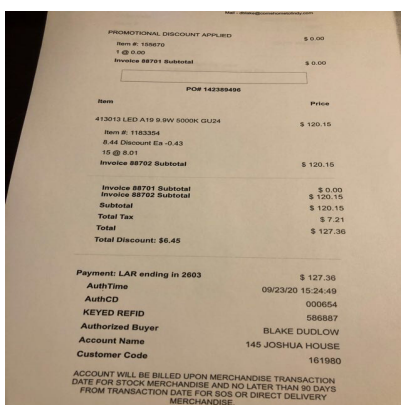 PROMOTIONAL DISCOUNT APPLIED $ 0.00
Item #: 155670
1 @ 0.00
Invoice 88701 Subtotal $ 0.00
PO# 142389496
Item Price
413013 LED A19 9.9W 5000K GU24 $ 120.15
Item #: 1183354
8.44 Discount Ea -0.43
15 @ 8.01
Invoice 88702 Subtotal $ 120.15
Invoice 88701 Subtotal $ 0.00
Invoice 88702 Subtotal $ 120.15
Subtotal $ 120.15
Total Tax $ 7.21
Total $ 127.36
Total Discount: $6.45
Payment: LAR ending in 2603 $ 127.36
AuthTime 09/23/20 15:24:49
AuthCD 000654
KEYED REFID 586887
Authorized Buyer BLAKE DUDLOW
Account Name 145 JOSHUA HOUSE
Customer Code 161980
ACCOUNT WILL BE BILLED UPON MERCHANDISE TRANSACTION
DATE FOR STOCK MERCHANDISE AND NO LATER THAN 90 DAYS
FROM TRANSACTION DATE FOR SOS OR DIRECT DELIVERY
MERCHANDISE.